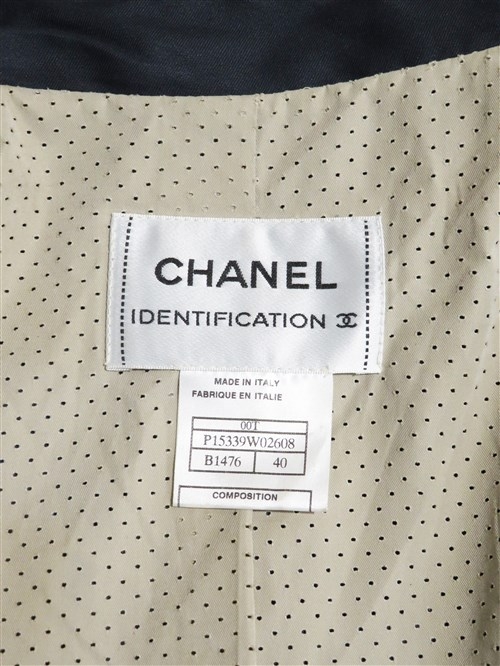 CHANEL
IDENTIFICATION
MADE IN ITALY
FABRIQUE EN ITALIE
00T
P15339W02608
B1476 40
COMPOSITION